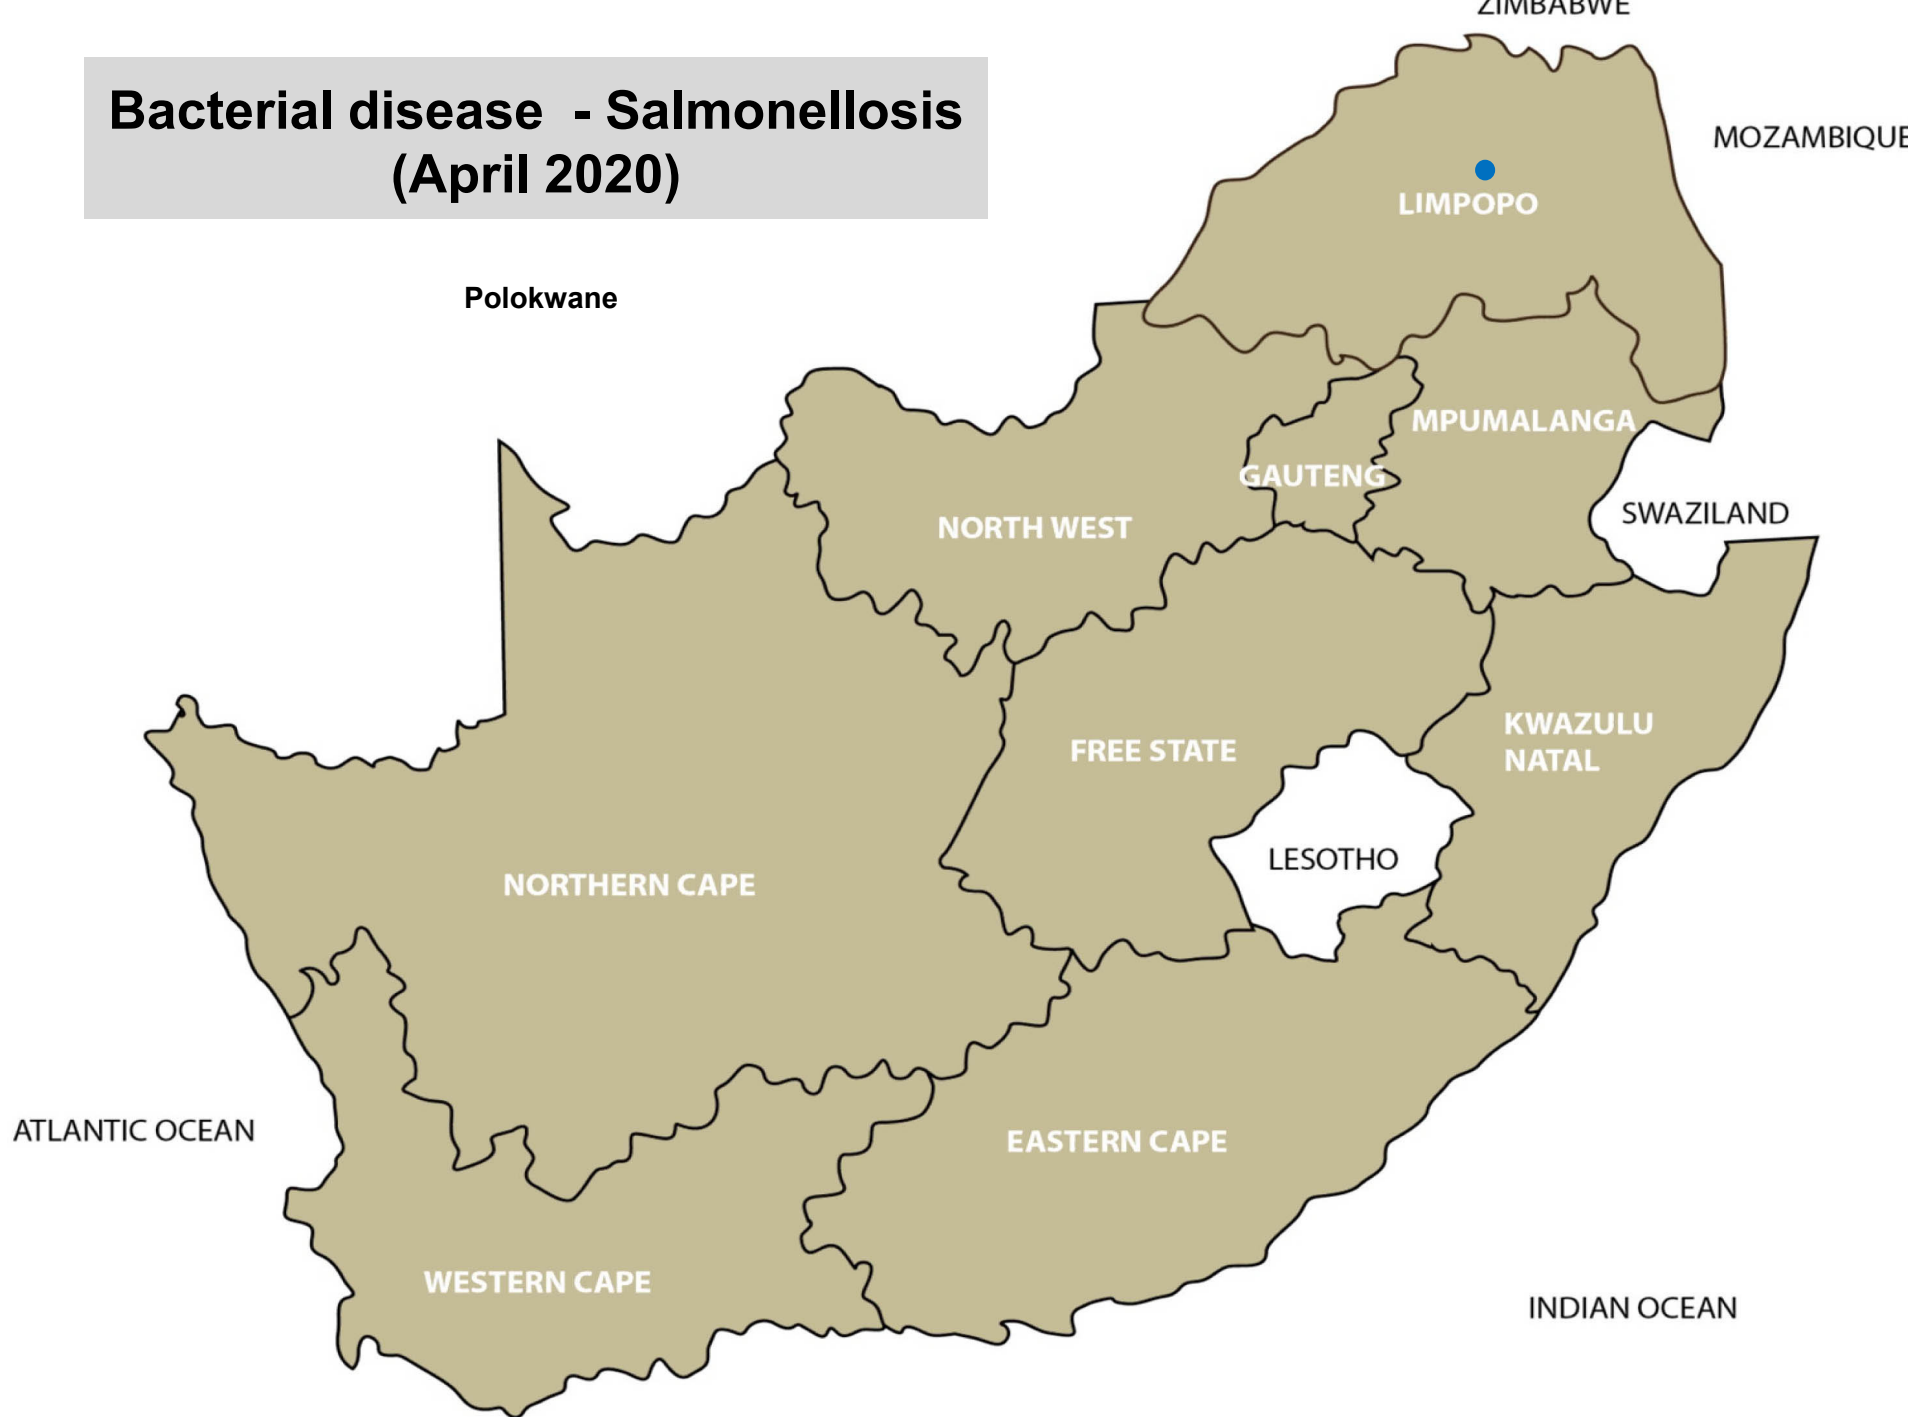 ZIMBABWE
Bacterial disease - Salmonellosis
(April 2020)
MOZAMBIQUE
LIMPOPO
Polokwane
MPUMALANGA
GAUTENG
SWAZILAND
NORTH WEST
KWAZULU
NATAL
FREE STATE
LESOTHO
NORTHERN CAPE
ATLANTIC OCEAN
EASTERN CAPE
WESTERN CAPE
INDIAN OCEAN